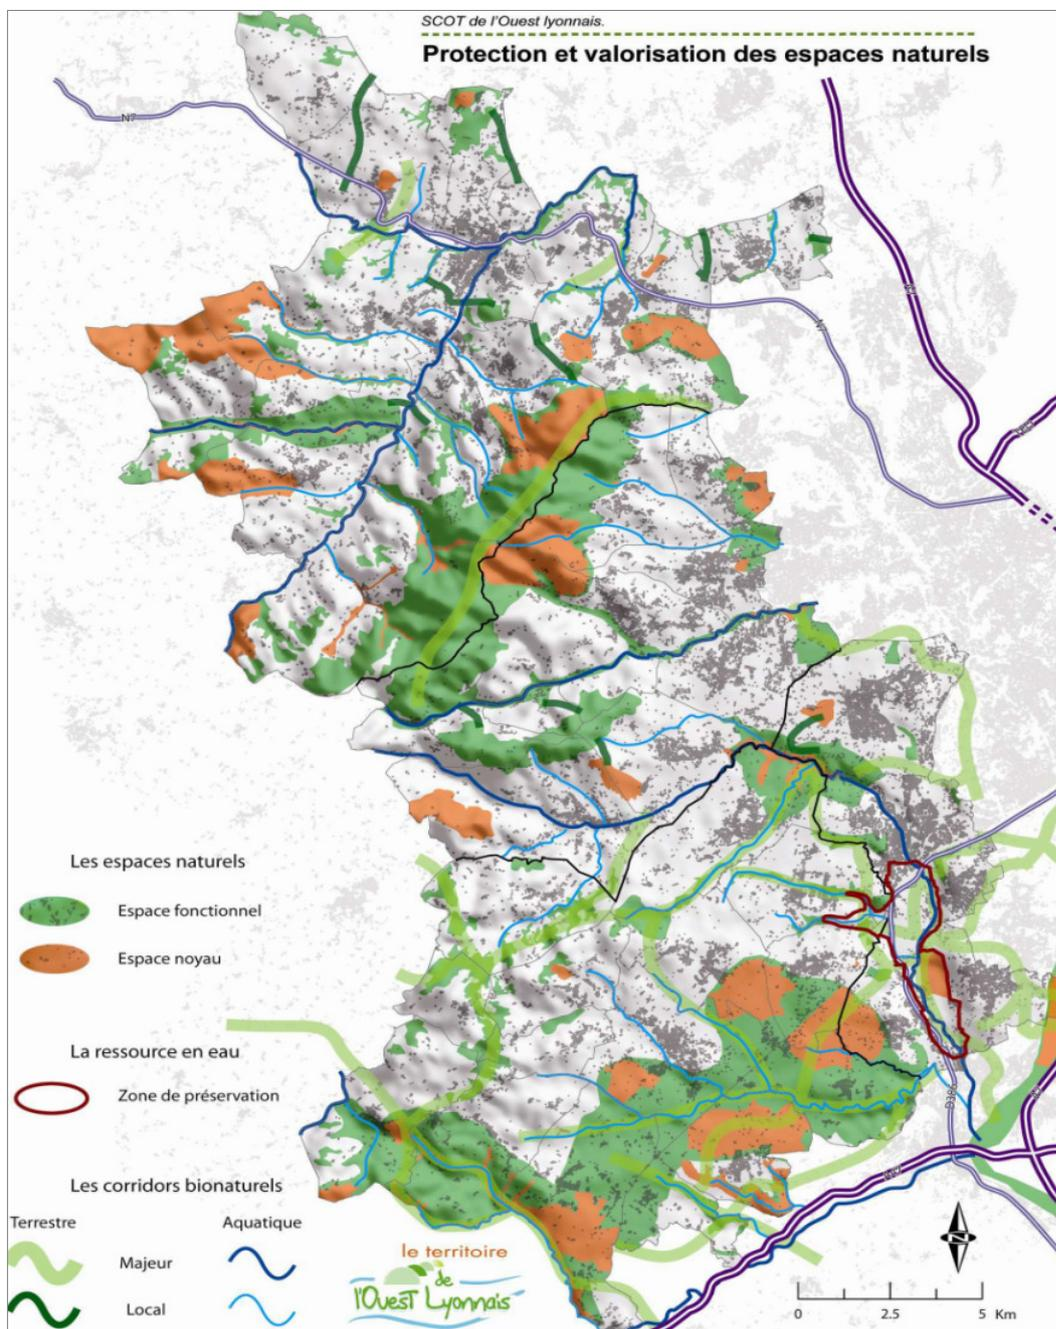 SCOT de l'Ouest lyonnais.
Protection et valorisation des espaces naturels
N7
N7
Les espaces naturels
Espace fonctionnel
Espace noyau
La ressource en eau
Zone de préservation
Les corridors bionaturels
Terrestre
Aquatique
Majeur
Local
le territoire
de
l'Ouest Lyonnais
N
0 2.5 5 Km